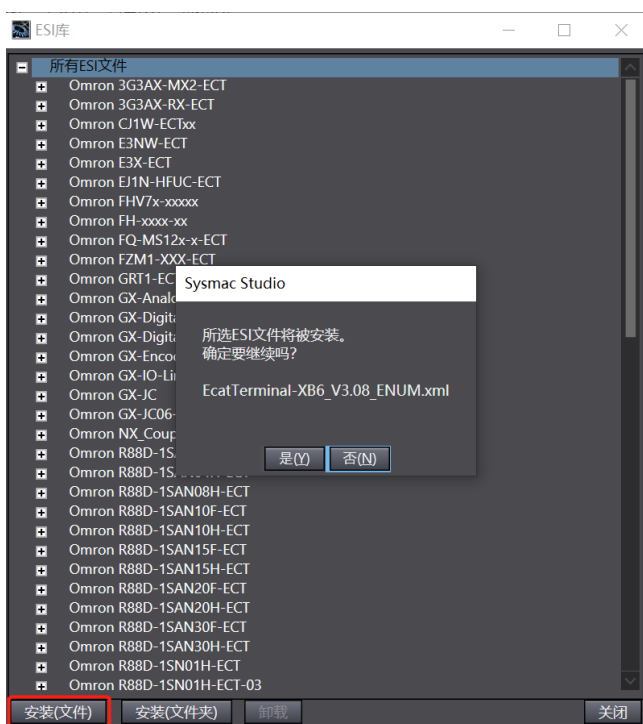 ESI库
所有ESI文件
Omron 3G3AX-MX2-ECT
Omron 3G3AX-RX-ECT
Omron CJ1W-ECTxx
Omron E3NW-ECT
Omron E3X-ECT
Omron EJ1N-HFUC-ECT
Omron FHV7x-xxxxx
Omron FH-xxxx-xx
Omron FQ-MS12x-x-ECT
Omron FZM1-XXX-ECT
Omron GRT1-EC
Omron GX-Analo
Omron GX-Digita
Omron GX-Digita
Omron GX-Enco
Omron GX-IO-Li
Omron GX-JC
Omron GX-JC06-
Omron NX_Coup
Omron R88D-1S
Omron R88D-1S
Omron R88D-1SAN08H-ECT
Omron R88D-1SAN10F-ECT
Omron R88D-1SAN10H-ECT
Omron R88D-1SAN15F-ECT
Omron R88D-1SAN15H-ECT
Omron R88D-1SAN20F-ECT
Omron R88D-1SAN20H-ECT
Omron R88D-1SAN30F-ECT
Omron R88D-1SAN30H-ECT
Omron R88D-1SN01H-ECT
Omron R88D-1SN01H-ECT-03
Sysmac Studio
所选ESI文件将被安装。
确定要继续吗?
EcatTerminal-XB6_V3.08_ENUM.xml
是(Y) 否(N)
安装(文件) 安装(文件夹) 卸载 关闭